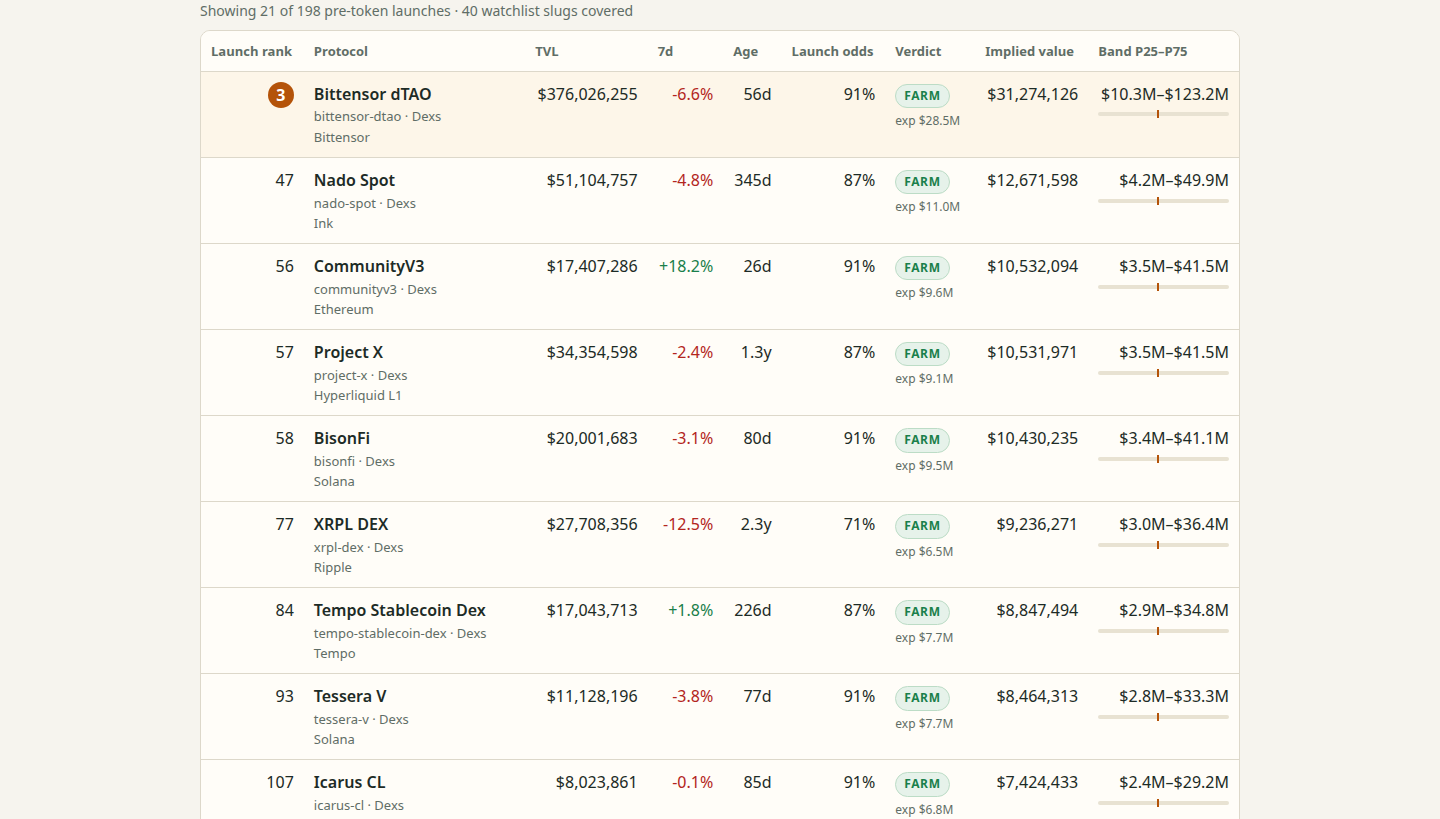 Showing 21 of 198 pre-token launches · 40 watchlist slugs covered
Launch rank Protocol TVL 7d Age Launch odds Verdict Implied value Band P25–P75
3 Bittensor dTAO $376,026,255 -6.6% 56d 91% FARM $31,274,126 $10.3M–$123.2M
bittensor-dtao · Dexs exp $28.5M
Bittensor
47 Nado Spot $51,104,757 -4.8% 345d 87% FARM $12,671,598 $4.2M–$49.9M
nado-spot · Dexs exp $11.0M
Ink
56 CommunityV3 $17,407,286 +18.2% 26d 91% FARM $10,532,094 $3.5M–$41.5M
communityv3 · Dexs exp $9.6M
Ethereum
57 Project X $34,354,598 -2.4% 1.3y 87% FARM $10,531,971 $3.5M–$41.5M
project-x · Dexs exp $9.1M
Hyperliquid L1
58 BisonFi $20,001,683 -3.1% 80d 91% FARM $10,430,235 $3.4M–$41.1M
bisonfi · Dexs exp $9.5M
Solana
77 XRPL DEX $27,708,356 -12.5% 2.3y 71% FARM $9,236,271 $3.0M–$36.4M
xrpl-dex · Dexs exp $6.5M
Ripple
84 Tempo Stablecoin Dex $17,043,713 +1.8% 226d 87% FARM $8,847,494 $2.9M–$34.8M
tempo-stablecoin-dex · Dexs exp $7.7M
Tempo
93 Tessera V $11,128,196 -3.8% 77d 91% FARM $8,464,313 $2.8M–$33.3M
tessera-v · Dexs exp $7.7M
Solana
107 Icarus CL $8,023,861 -0.1% 85d 91% FARM $7,424,433 $2.4M–$29.2M
icarus-cl · Dexs exp $6.8M